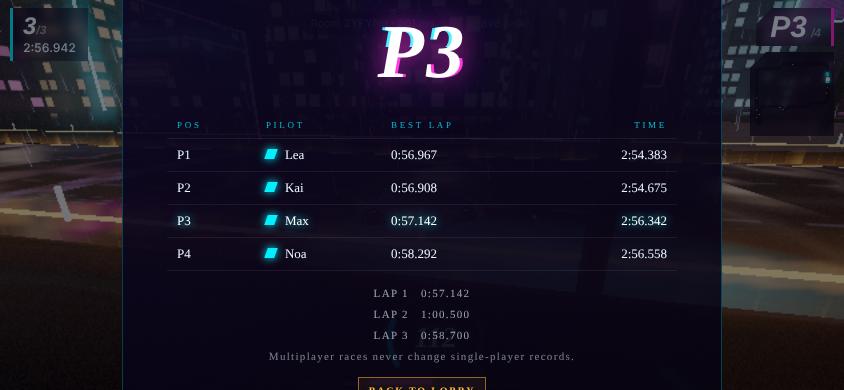 3/3
2:56.942
P3
P3 /4
POS PILOT BEST LAP TIME
P1 Lea 0:56.967 2:54.383
P2 Kai 0:56.908 2:54.675
P3 Max 0:57.142 2:56.342
P4 Noa 0:58.292 2:56.558
LAP 1 0:57.142
LAP 2 1:00.500
LAP 3 0:58.700
Multiplayer races never change single-player records.
BACK TO LOBBY